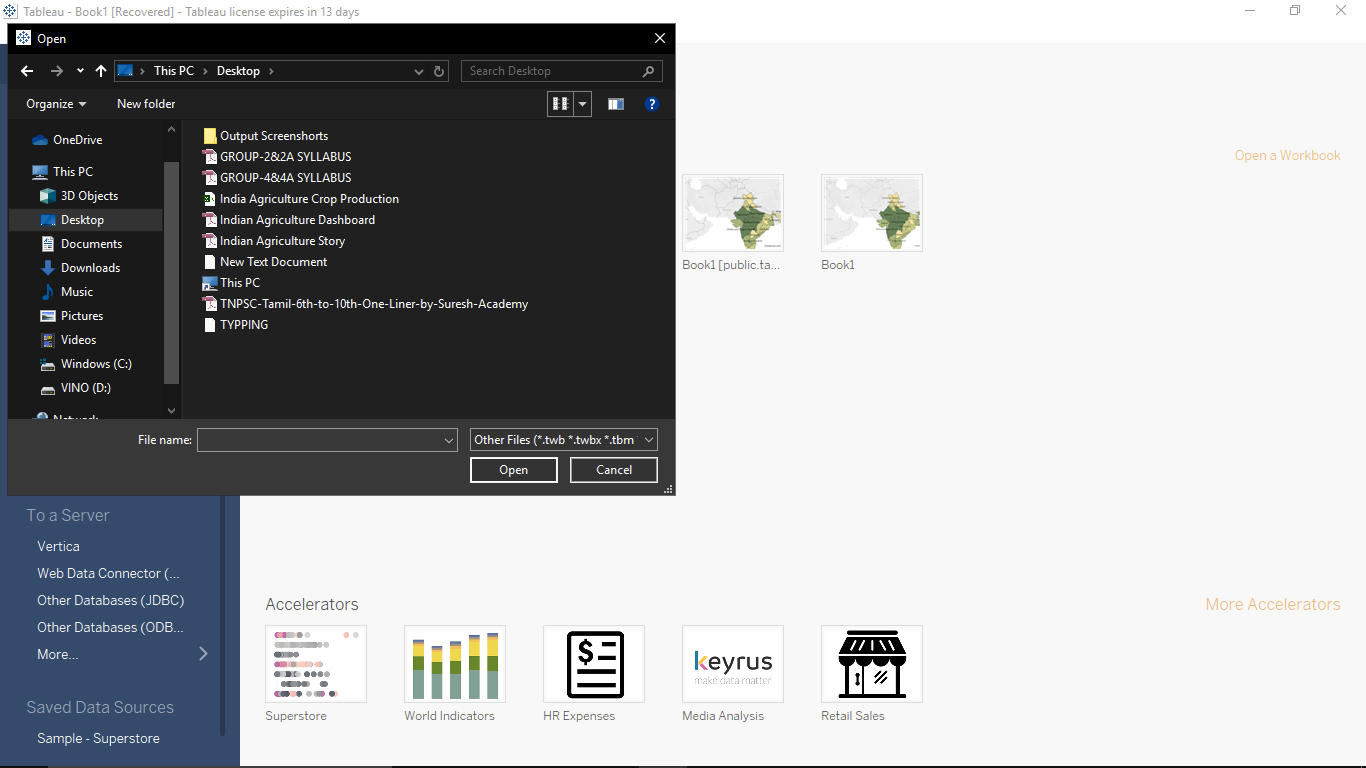 Tableau - Book1 [Recovered] - Tableau license expires in 13 days
Open
This PC
Desktop
Search Desktop
Organize
New folder
OneDrive
This PC
3D Objects
Desktop
Documents
Downloads
Music
Pictures
Videos
Windows (C:)
VINO (D:)
Network
Output Screenshorts
GROUP-2&2A SYLLABUS
GROUP-4&4A SYLLABUS
India Agriculture Crop Production
Indian Agriculture Dashboard
Indian Agriculture Story
New Text Document
This PC
TNPSC-Tamil-6th-to-10th-One-Liner-by-Suresh-Academy
TYPPING
File name:
Other Files (*.twb *.twbx *.tbm
Open
Cancel
Open a Workbook
Book1 [public.ta...
Book1
To a Server
Vertica
Web Data Connector (...
Other Databases (JDBC)
Other Databases (ODB...
More...
Saved Data Sources
Sample - Superstore
Accelerators
More Accelerators
keyrus
make data matter
Superstore
World Indicators
HR Expenses
Media Analysis
Retail Sales